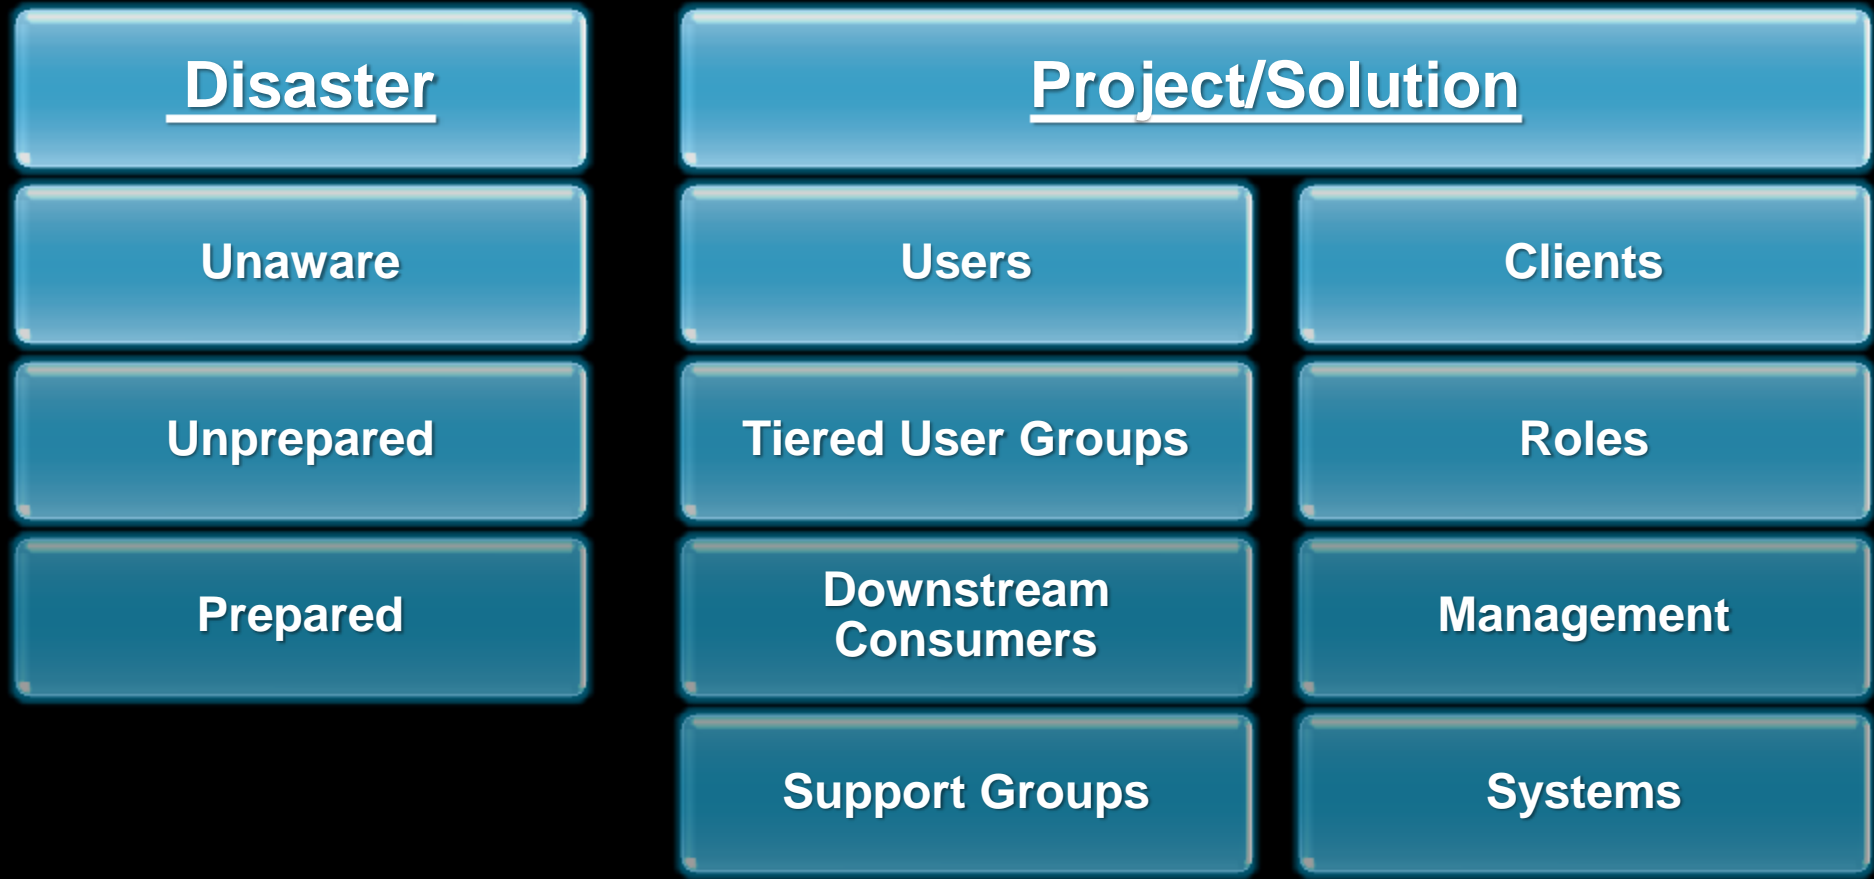 Disaster
Project/Solution
Unaware
Users
Clients
Unprepared
Tiered User Groups
Roles
Prepared
Downstream
Consumers
Management
Support Groups
Systems